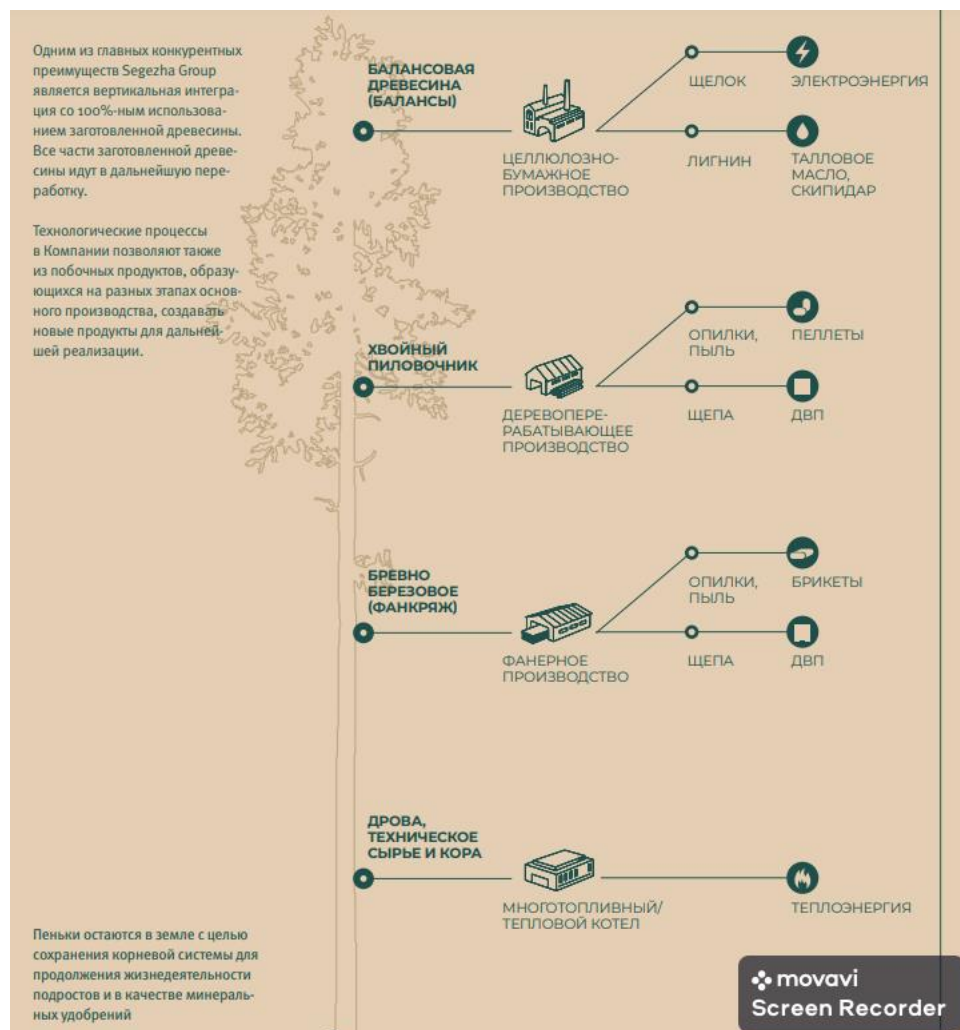 Одним из главных конкурентных
преимуществ Segezha Group
является вертикальная интегра-
ция со 100%-ным использова-
нием заготовленной древесины.
Все части заготовленной древе-
сины идут в дальнейшую пере-
работку.
Технологические процессы
в Компании позволяют также
из побочных продуктов, образу-
ющихся на разных этапах основ-
ного производства, создавать
новые продукты для дальней-
шей реализации.
БАЛАНСОВАЯ
ДРЕВЕСИНА
(БАЛАНСЫ)
ЦЕЛЛЮЛОЗНО-
БУМАЖНОЕ
ПРОИЗВОДСТВО
ЩЕЛОК
ЭЛЕКТРОЭНЕРГИЯ
ЛИГНИН
ТАЛЛОВОЕ
МАСЛО,
СКИПИДАР
ХВОЙНЫЙ
ПИЛОВОЧНИК
ДЕРЕВОПЕРЕ-
РАБАТЫВАЮЩЕЕ
ПРОИЗВОДСТВО
ОПИЛКИ,
ПЫЛЬ
ПЕЛЛЕТЫ
ЩЕПА
ДВП
БРЕВНО
БЕРЕЗОВОЕ
(ФАНКРЯЖ)
ФАНЕРНОЕ
ПРОИЗВОДСТВО
ОПИЛКИ,
ПЫЛЬ
БРИКЕТЫ
ЩЕПА
ДВП
ДРОВА,
ТЕХНИЧЕСКОЕ
СЫРЬЕ И КОРА
МНОГОТОПЛИВНЫЙ/
ТЕПЛОВОЙ КОТЕЛ
ТЕПЛОЭНЕРГИЯ
Пеньки остаются в земле с целью
сохранения корневой системы для
продолжения жизнедеятельности
подростов и в качестве минераль-
ных удобрений
movavi
Screen Recorder